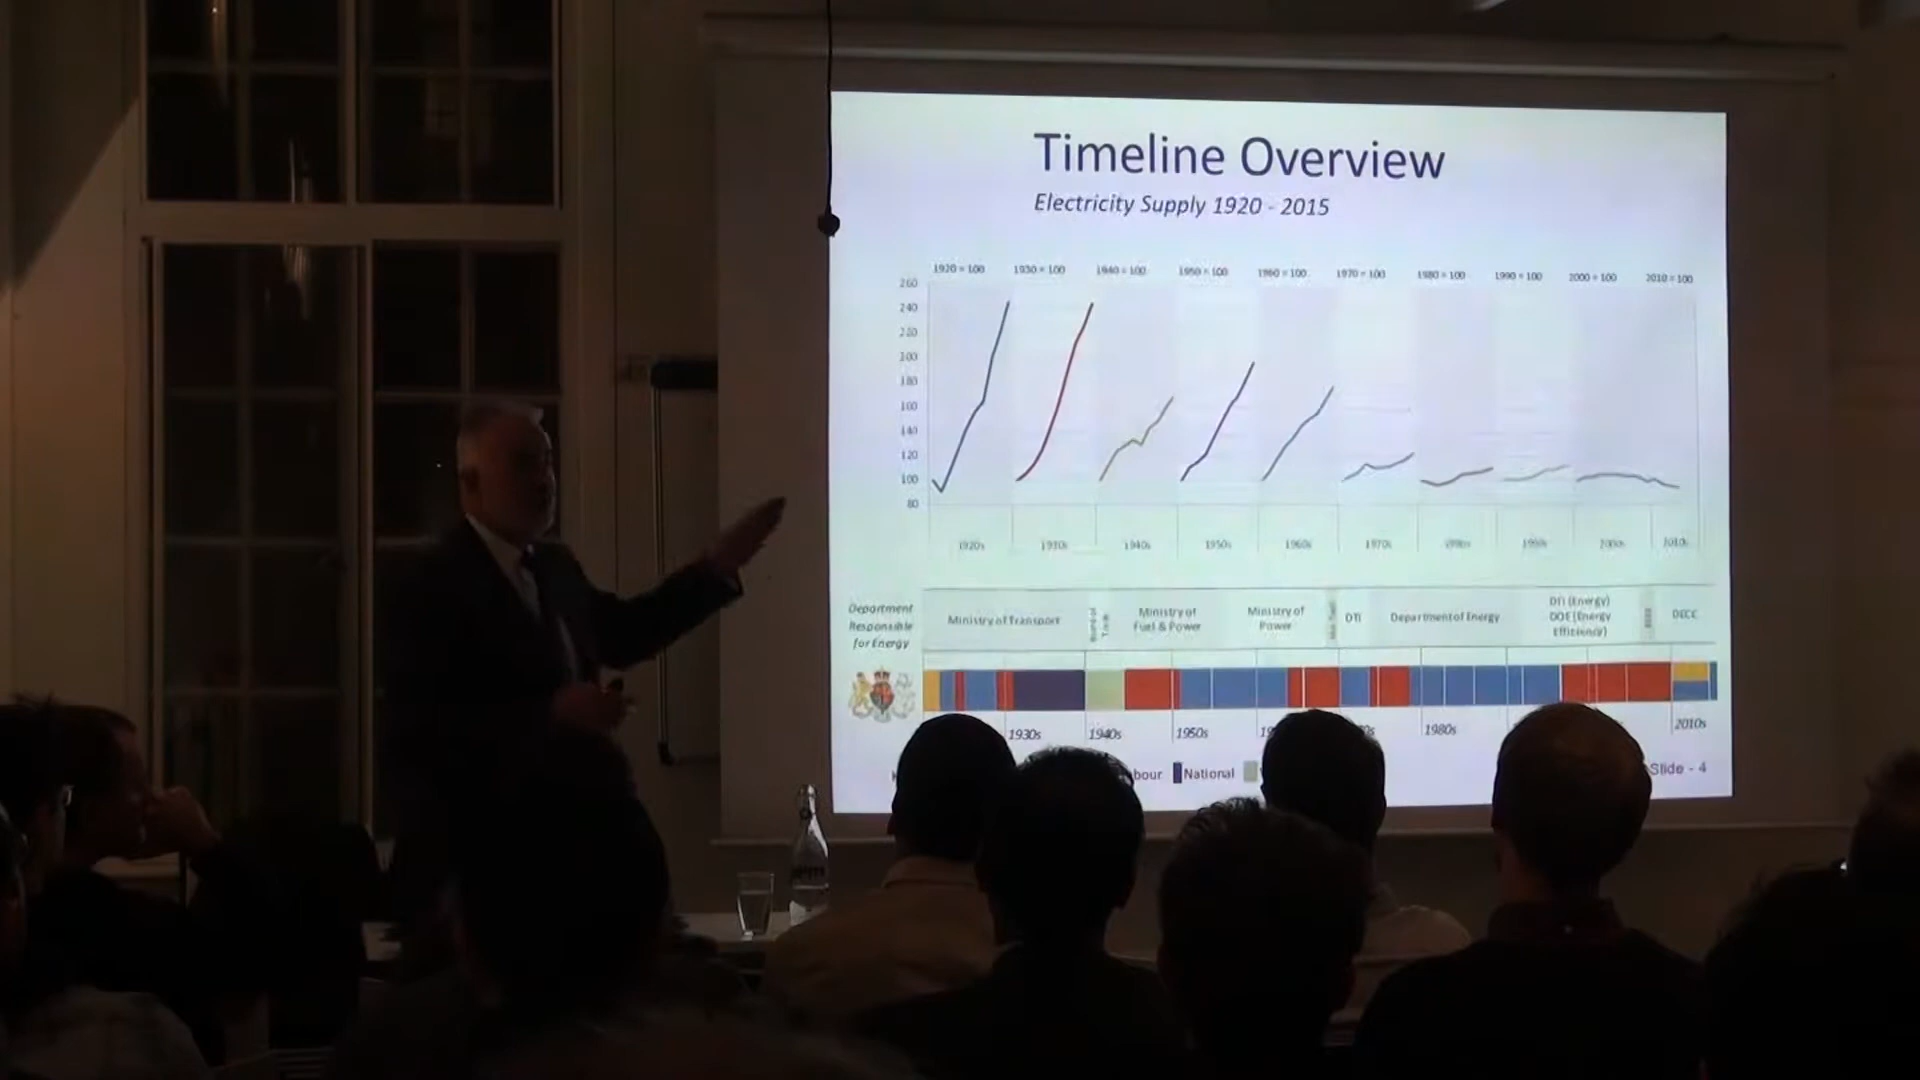 Timeline Overview
Electricity Supply 1920 - 2015
1920 = 100 1930 = 100 1940 = 100 1950 = 100 1960 = 100 1970 = 100 1980 = 100 1990 = 100 2000 = 100 2010 = 100
260
240
220
200
180
160
140
120
100
80
1920s 1930s 1940s 1950s 1960s 1970s 1980s 1990s 2000s 2010s
Department
Responsible
for Energy
Ministry of Transport
Board of
Trade
Ministry of
Fuel & Power
Ministry of
Power
DTI
Department of Energy
DTI (Energy)
DOE (Energy
Efficiency)
DECC
1930s 1940s 1950s 1980s 2010s
bour National
Slide - 4